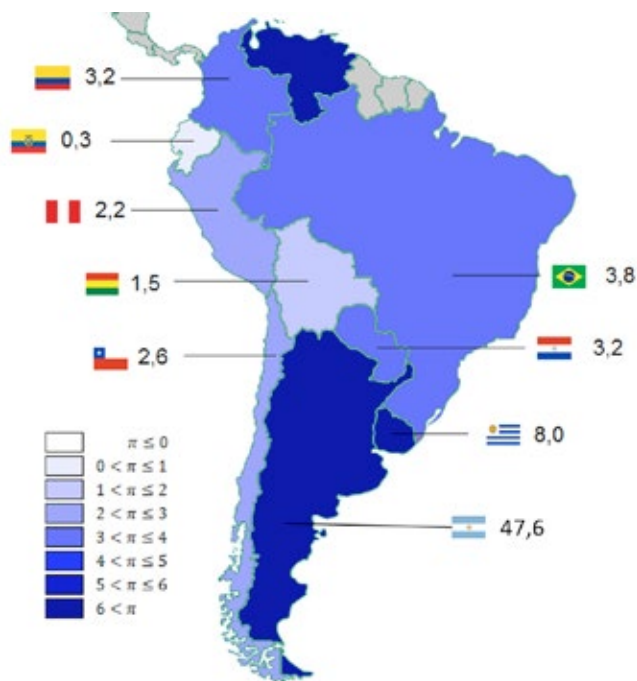 3,2
0,3
2,2
1,5
3,8
2,6
3,2
8,0
47,6
π ≤ 0
0 < π ≤ 1
1 < π ≤ 2
2 < π ≤ 3
3 < π ≤ 4
4 < π ≤ 5
5 < π ≤ 6
6 < π